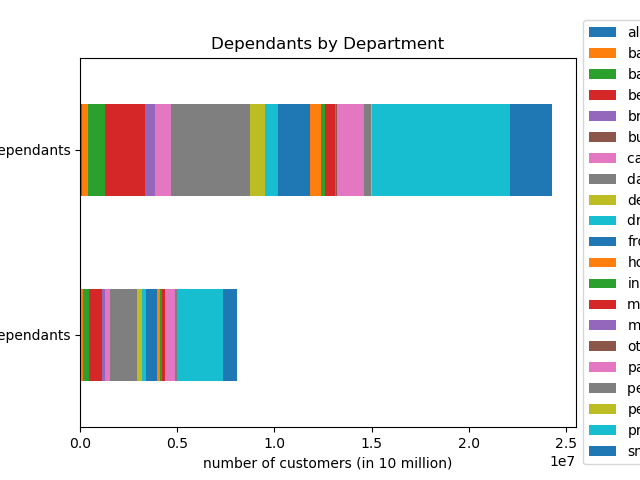 Dependants by Department
ependants
ependants
0.0 0.5 1.0 1.5 2.0 2.5
1e7
number of customers (in 10 million)
al
ba
ba
be
br
bu
ca
da
de
dr
fro
ho
in
m
m
ot
pa
pe
pe
pr
sn